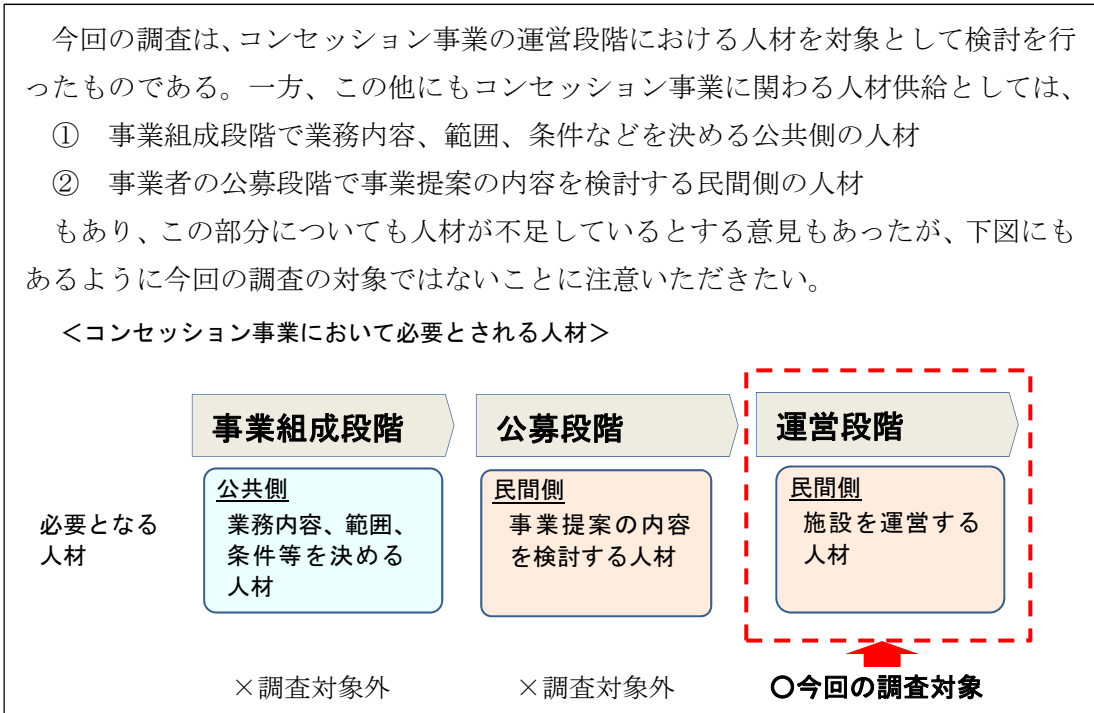 今回の調査は、コンセッション事業の運営段階における人材を対象として検討を行
ったものである。一方、この他にもコンセッション事業に関わる人材供給としては、
① 事業組成段階で業務内容、範囲、条件などを決める公共側の人材
② 事業者の公募段階で事業提案の内容を検討する民間側の人材
もあり、この部分についても人材が不足しているとする意見もあったが、下図にも
あるように今回の調査の対象ではないことに注意いただきたい。
＜コンセッション事業において必要とされる人材＞
事業組成段階
公募段階
運営段階
必要となる
人材
公共側
業務内容、範囲、
条件等を決める
人材
民間側
事業提案の内容
を検討する人材
民間側
施設を運営する
人材
×調査対象外
×調査対象外
〇今回の調査対象